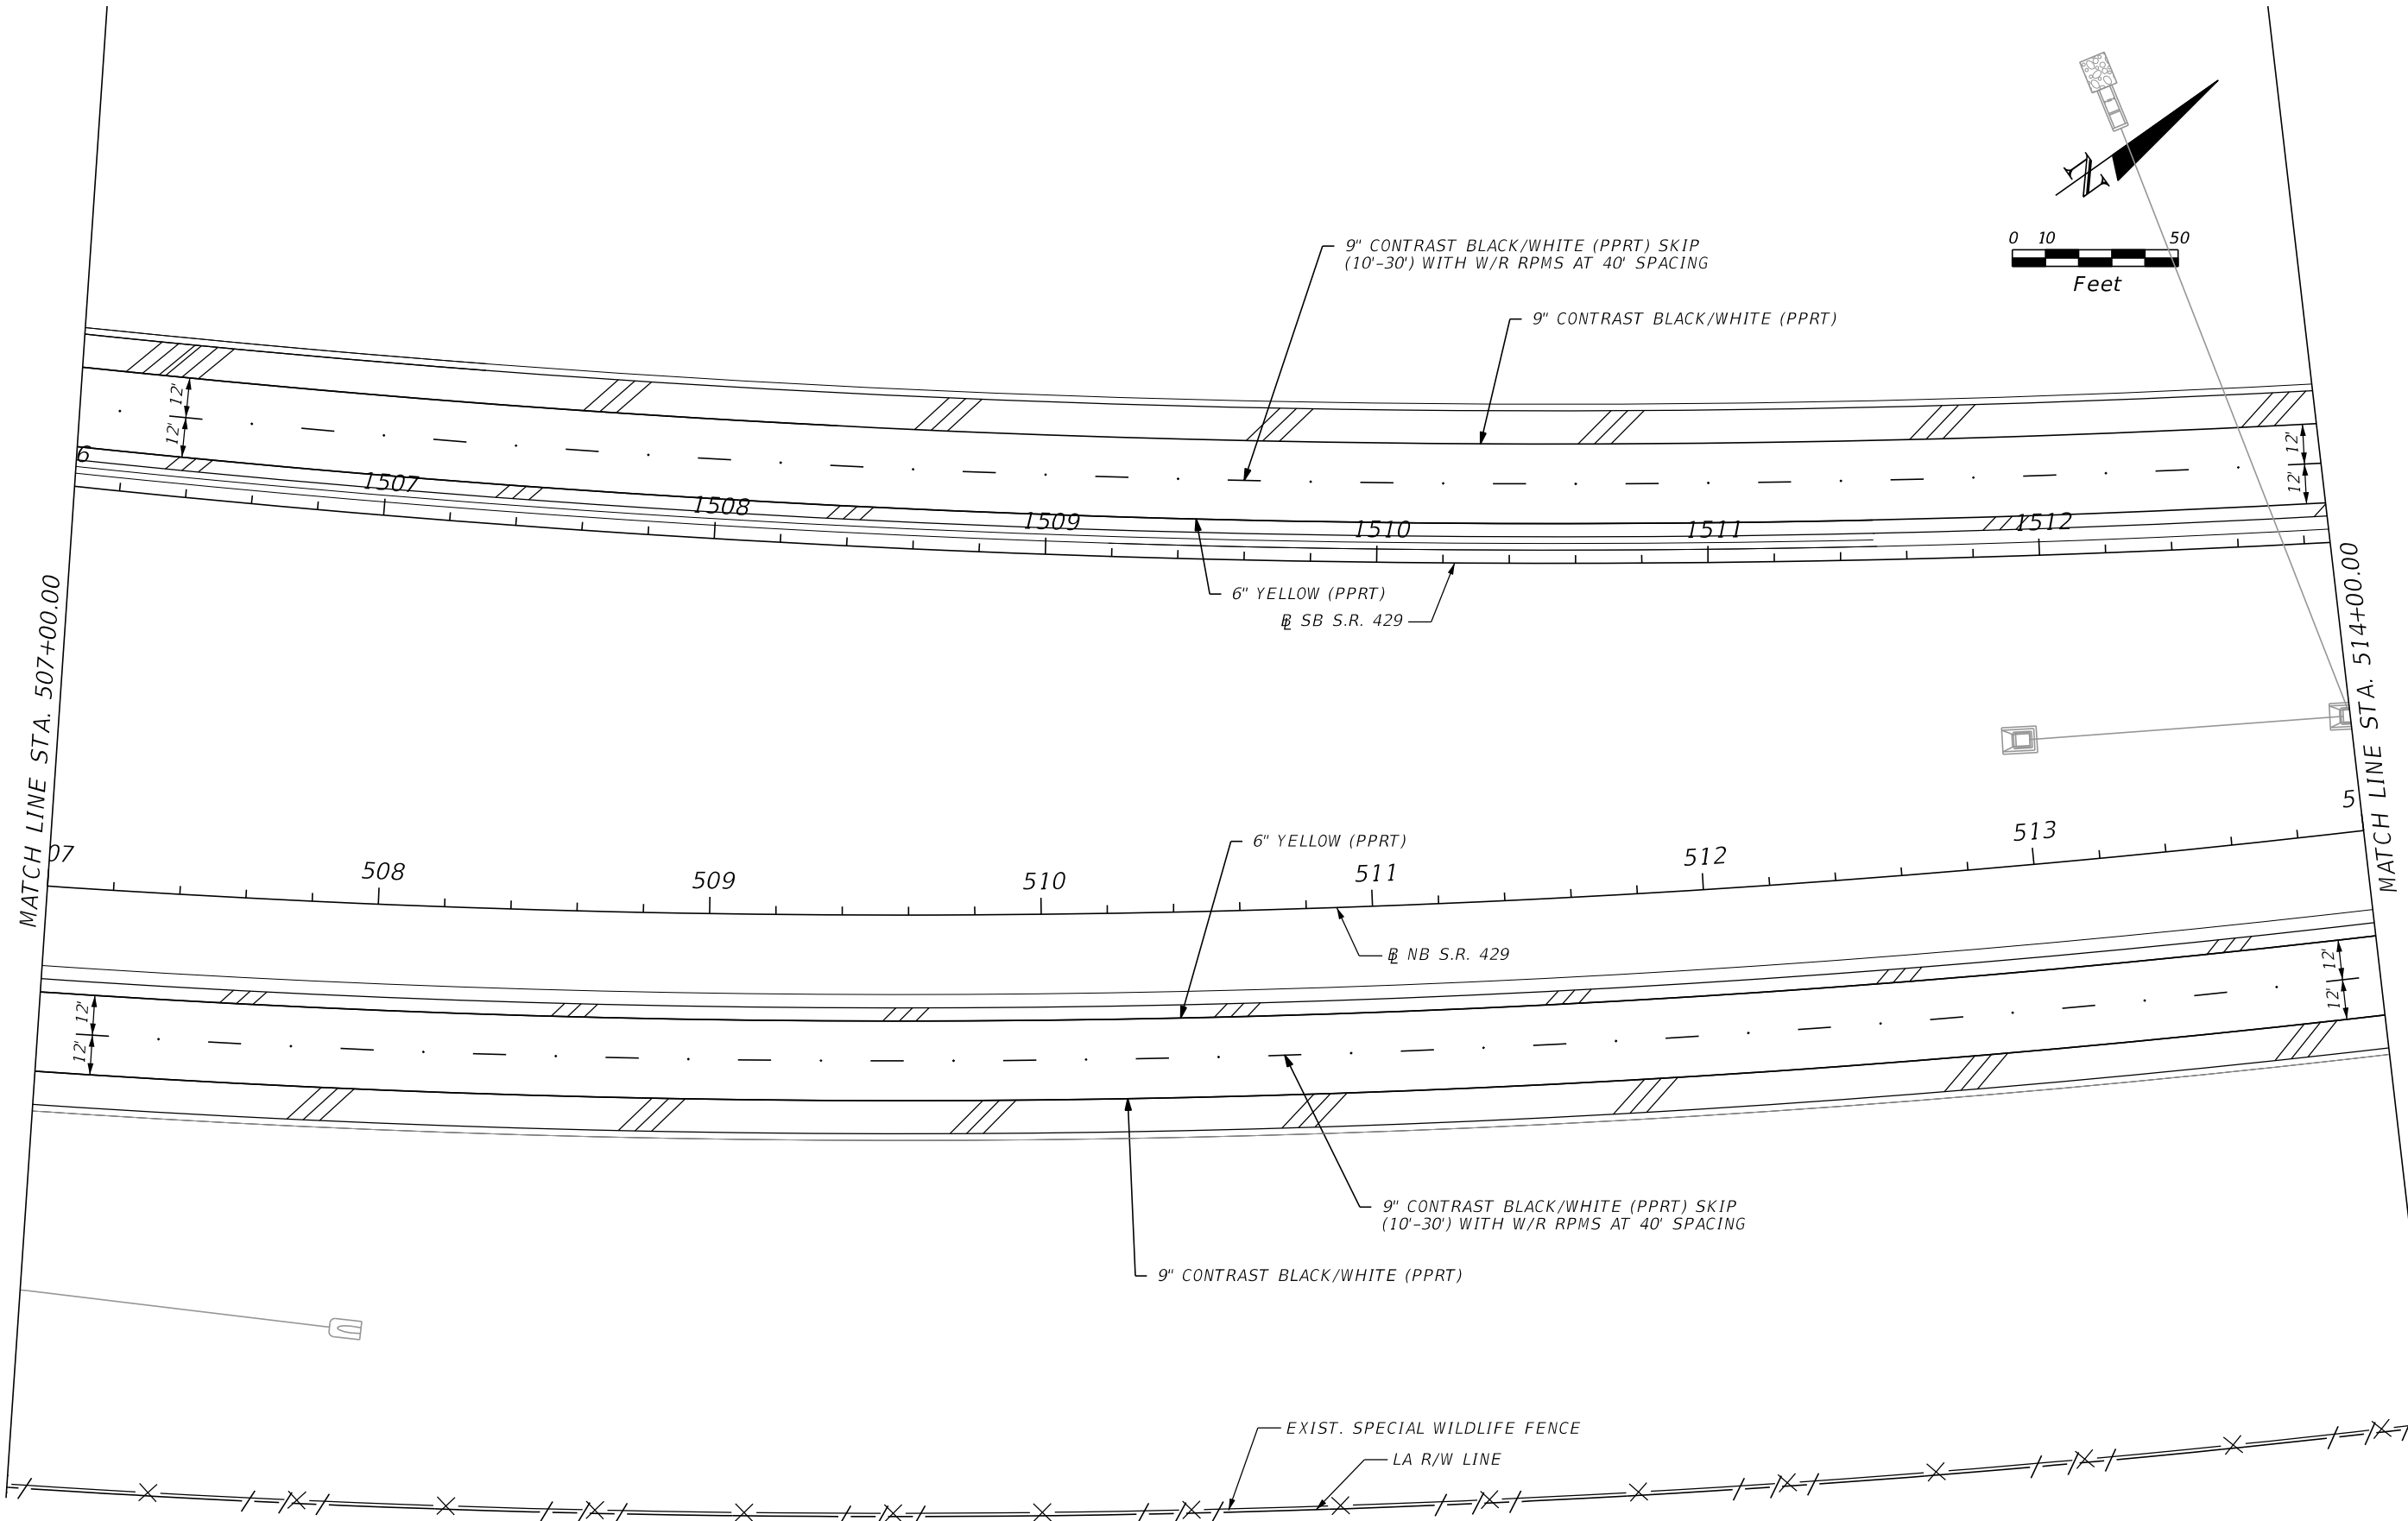 N
0 10 50
Feet
9" CONTRAST BLACK/WHITE (PPRT) SKIP
(10'-30') WITH W/R RPMS AT 40' SPACING
9" CONTRAST BLACK/WHITE (PPRT)
12'
12'
12'
12'
6
1507
1508
1509
1510
1511
1512
6" YELLOW (PPRT)
BL SB S.R. 429
MATCH LINE STA. 507+00.00
MATCH LINE STA. 514+00.00
07
508
509
510
511
512
513
5
6" YELLOW (PPRT)
BL NB S.R. 429
12'
12'
12'
12'
9" CONTRAST BLACK/WHITE (PPRT) SKIP
(10'-30') WITH W/R RPMS AT 40' SPACING
9" CONTRAST BLACK/WHITE (PPRT)
EXIST. SPECIAL WILDLIFE FENCE
LA R/W LINE